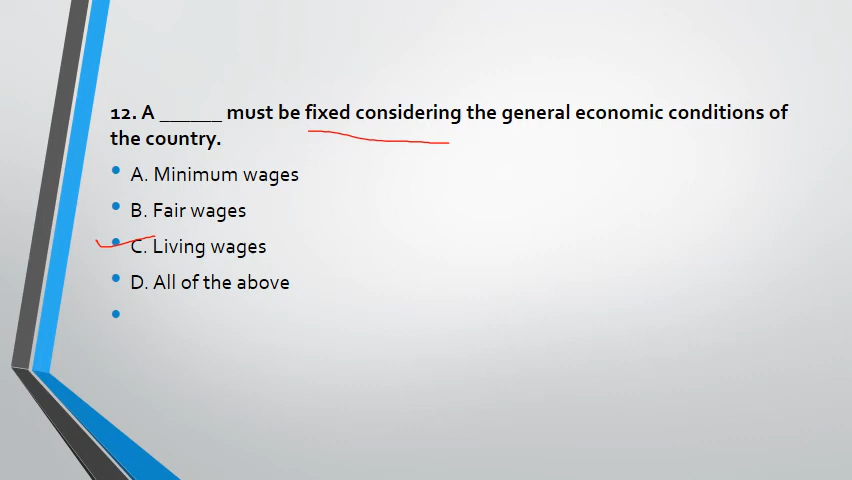 12. A ______ must be fixed considering the general economic conditions of
the country.
A. Minimum wages
B. Fair wages
C. Living wages
D. All of the above